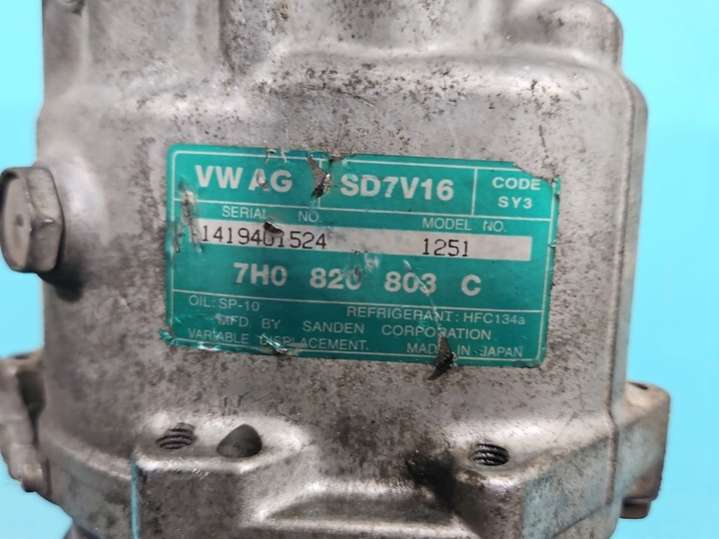 VW AG SD7V16 CODE SY3
SERIAL NO. MODEL NO.
1419401524 1251
7H0 820 803 C
OIL: SP-10 REFRIGERANT: HFC134a
MFD BY SANDEN CORPORATION
VARIABLE DISPLACEMENT. MADE IN JAPAN